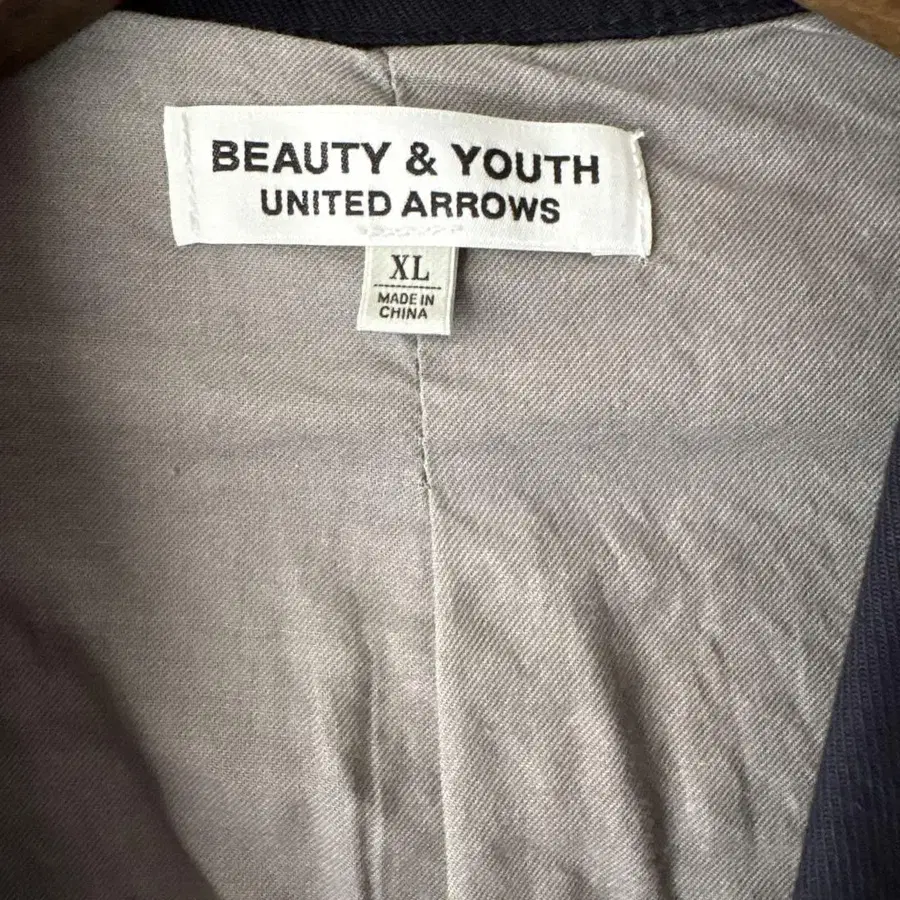 BEAUTY & YOUTH
UNITED ARROWS
XL
MADE IN
CHINA